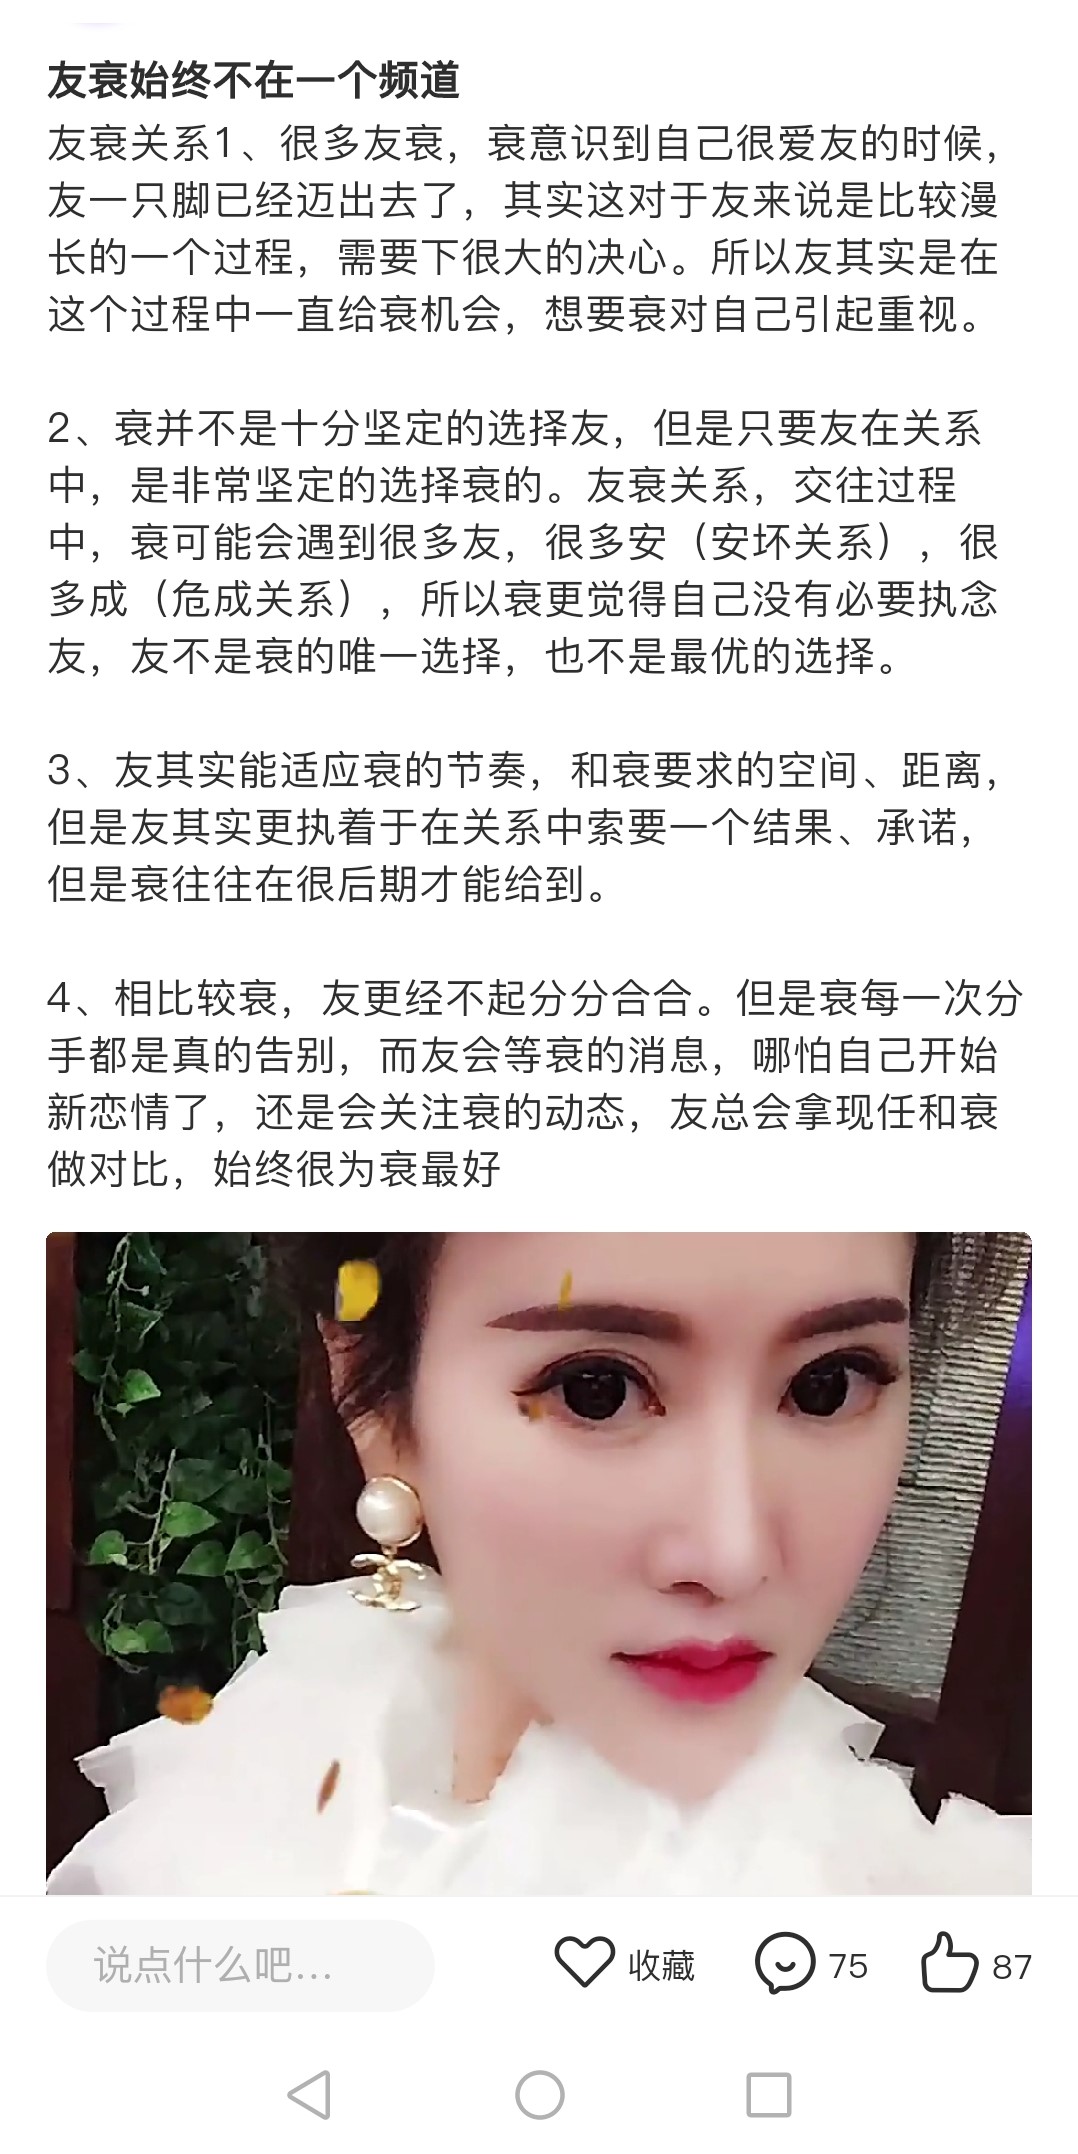 友衰始终不在一个频道
友衰关系1、很多友衰，衰意识到自己很爱友的时候，
友一只脚已经迈出去了，其实这对于友来说是比较漫
长的一个过程，需要下很大的决心。所以友其实是在
这个过程中一直给衰机会，想要衰对自己引起重视。
2、衰并不是十分坚定的选择友，但是只要友在关系
中，是非常坚定的选择衰的。友衰关系，交往过程
中，衰可能会遇到很多友，很多安（安坏关系），很
多成（危成关系），所以衰更觉得自己没有必要执念
友，友不是衰的唯一选择，也不是最优的选择。
3、友其实能适应衰的节奏，和衰要求的空间、距离，
但是友其实更执着于在关系中索要一个结果、承诺，
但是衰往往在很后期才能给到。
4、相比较衰，友更经不起分分合合。但是衰每一次分
手都是真的告别，而友会等衰的消息，哪怕自己开始
新恋情了，还是会关注衰的动态，友总会拿现任和衰
做对比，始终很为衰最好
说点什么吧...
收藏
75
87